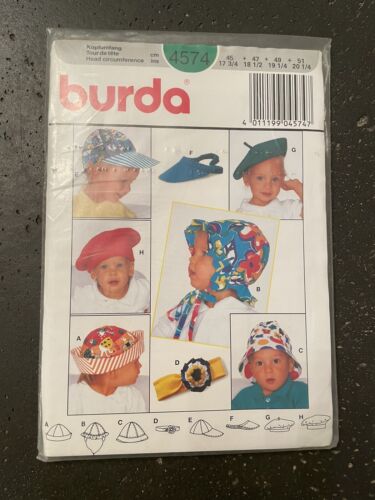 Kopfumfang
Tour de tête
Head circumference
cm
ins
4574
45 + 47 + 49 + 51
17 3/4 18 1/2 19 1/4 20 1/4
burda®
4 011199 045747
E
F
G
H
B
A
D
C
A B C D E F G H